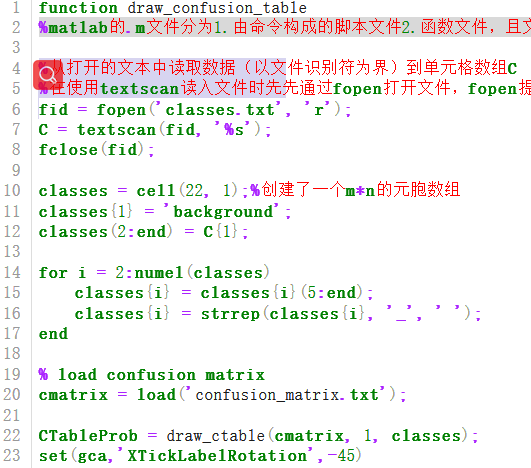 1 function draw_confusion_table
2 %matlab的.m文件分为1.由命令构成的脚本文件2.函数文件，且文
3
4 从打开的文本中读取数据（以文件识别符为界）到单元格数组C
5 在使用textscan读入文件时先先通过fopen打开文件，fopen提
6 fid = fopen('classes.txt', 'r');
7 C = textscan(fid, '%s');
8 fclose(fid);
9
10 classes = cell(22, 1);%创建了一个m*n的元胞数组
11 classes{1} = 'background';
12 classes(2:end) = C{1};
13
14 for i = 2:numel(classes)
15 classes{i} = classes{i}(5:end);
16 classes{i} = strrep(classes{i}, '_', ' ');
17 end
18
19 % load confusion matrix
20 cmatrix = load('confusion_matrix.txt');
21
22 CTableProb = draw_ctable(cmatrix, 1, classes);
23 set(gca,'XTickLabelRotation',-45)